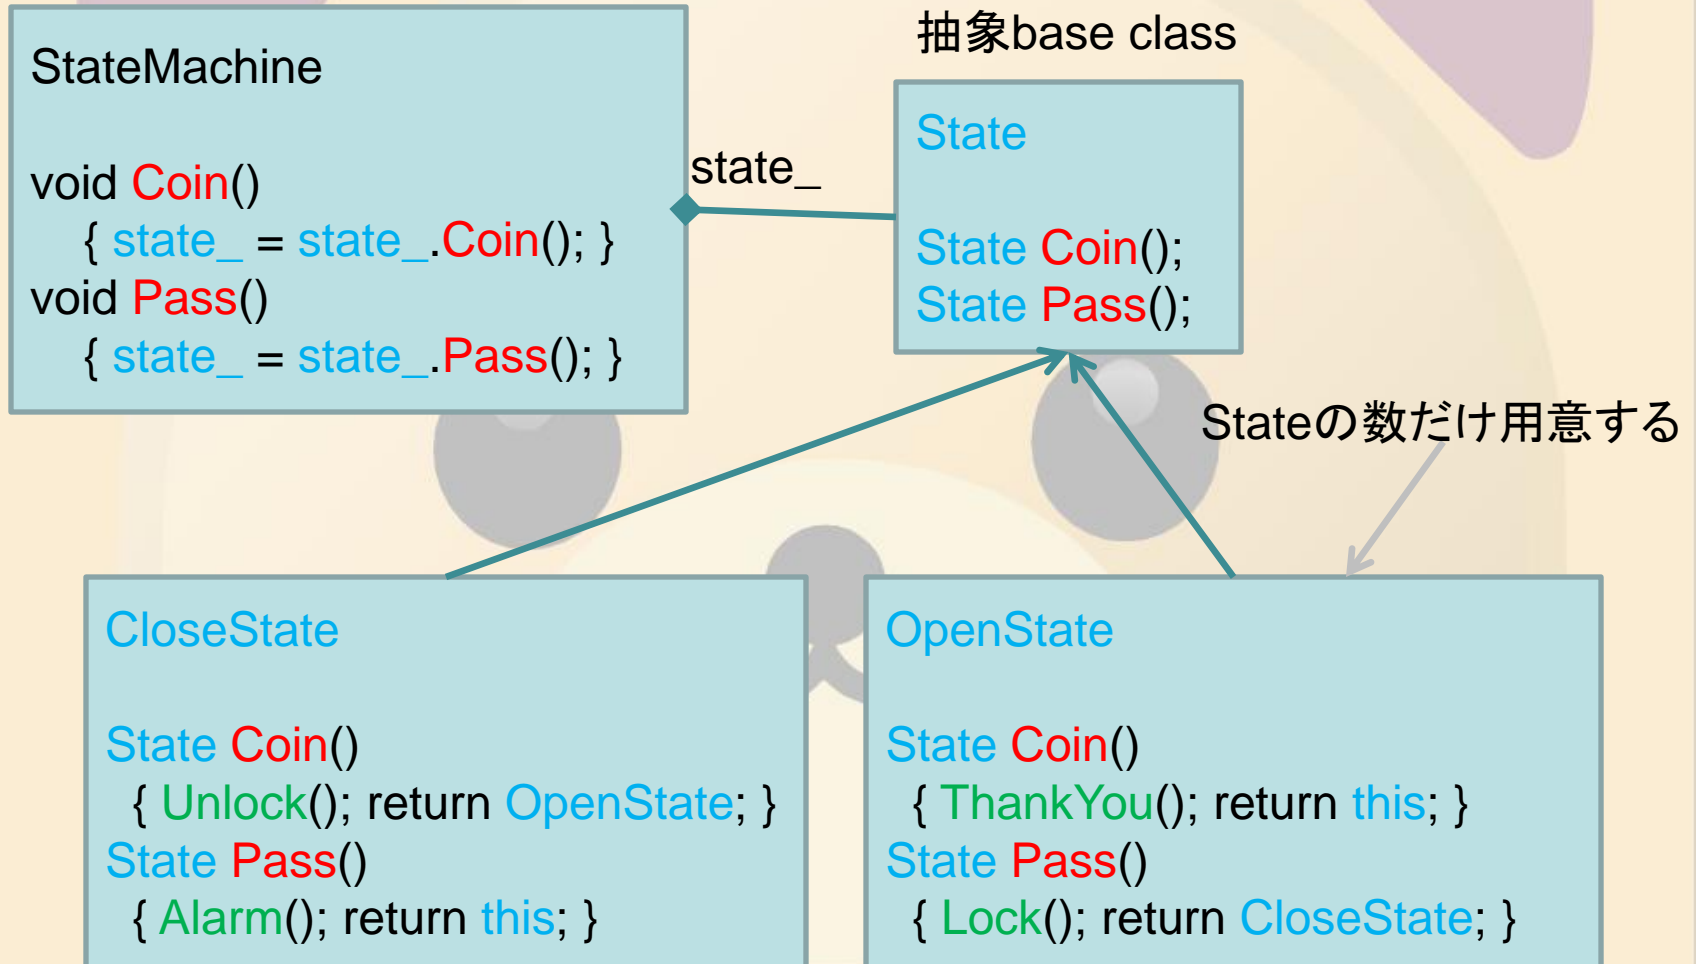 StateMachine
void Coin()
{ state_ = state_.Coin(); }
void Pass()
{ state_ = state_.Pass(); }
state_
抽象base class
State
State Coin();
State Pass();
Stateの数だけ用意する
CloseState
State Coin()
{ Unlock(); return OpenState; }
State Pass()
{ Alarm(); return this; }
OpenState
State Coin()
{ ThankYou(); return this; }
State Pass()
{ Lock(); return CloseState; }